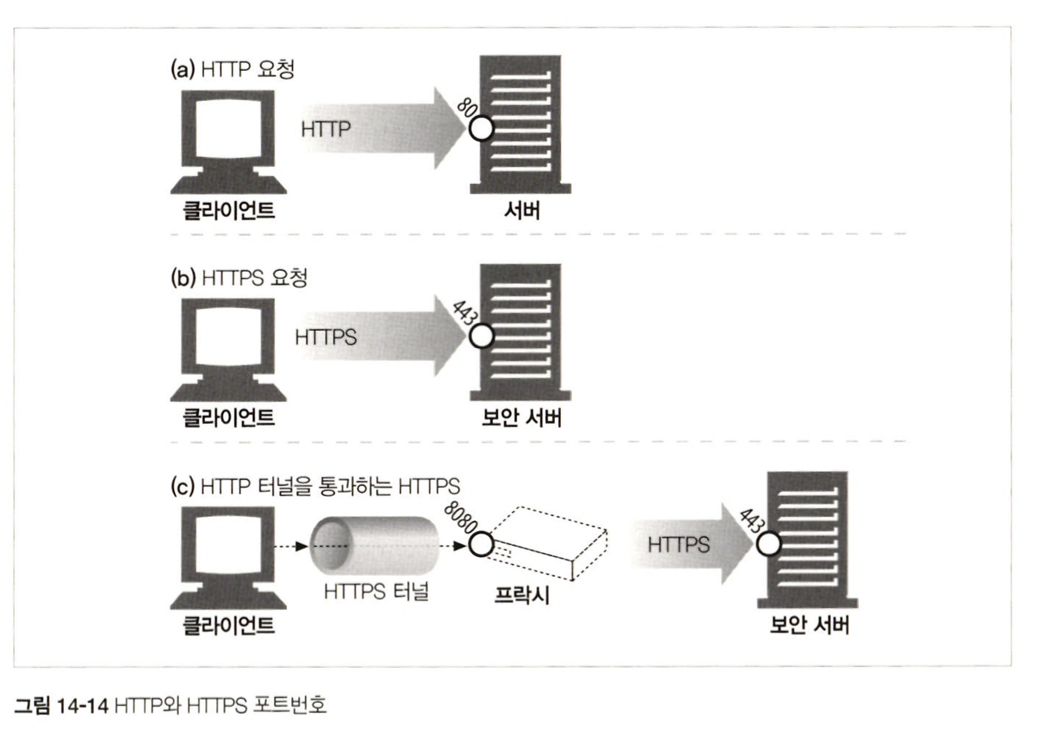 (a) HTTP 요청
80
HTTP
클라이언트
서버
(b) HTTPS 요청
443
HTTPS
클라이언트
보안 서버
(c) HTTP 터널을 통과하는 HTTPS
8080
443
HTTPS
HTTPS 터널
프락시
클라이언트
보안 서버
그림 14-14 HTTP와 HTTPS 포트번호